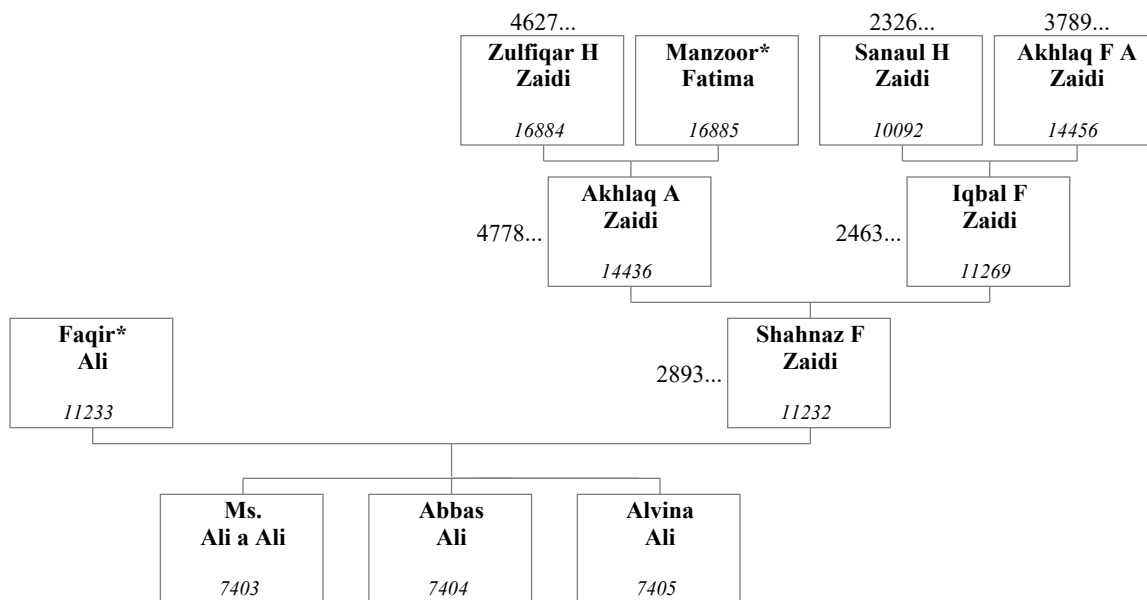 4627...
2326...
3789...
Zulfiqar H
Zaidi
16884
Manzoor*
Fatima
16885
Sanaul H
Zaidi
10092
Akhlaq F A
Zaidi
14456
4778...
Akhlaq A
Zaidi
14436
2463...
Iqbal F
Zaidi
11269
Faqir*
Ali
11233
2893...
Shahnaz F
Zaidi
11232
Ms.
Ali a Ali
7403
Abbas
Ali
7404
Alvina
Ali
7405